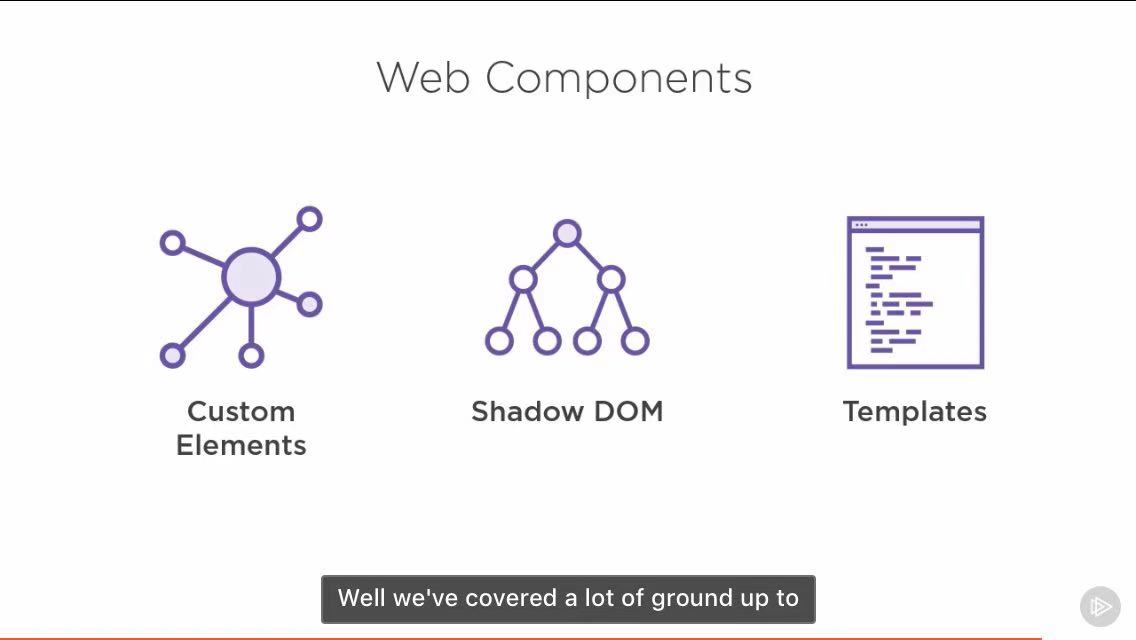 Web Components
Custom
Elements
Shadow DOM
Templates
Well we've covered a lot of ground up to